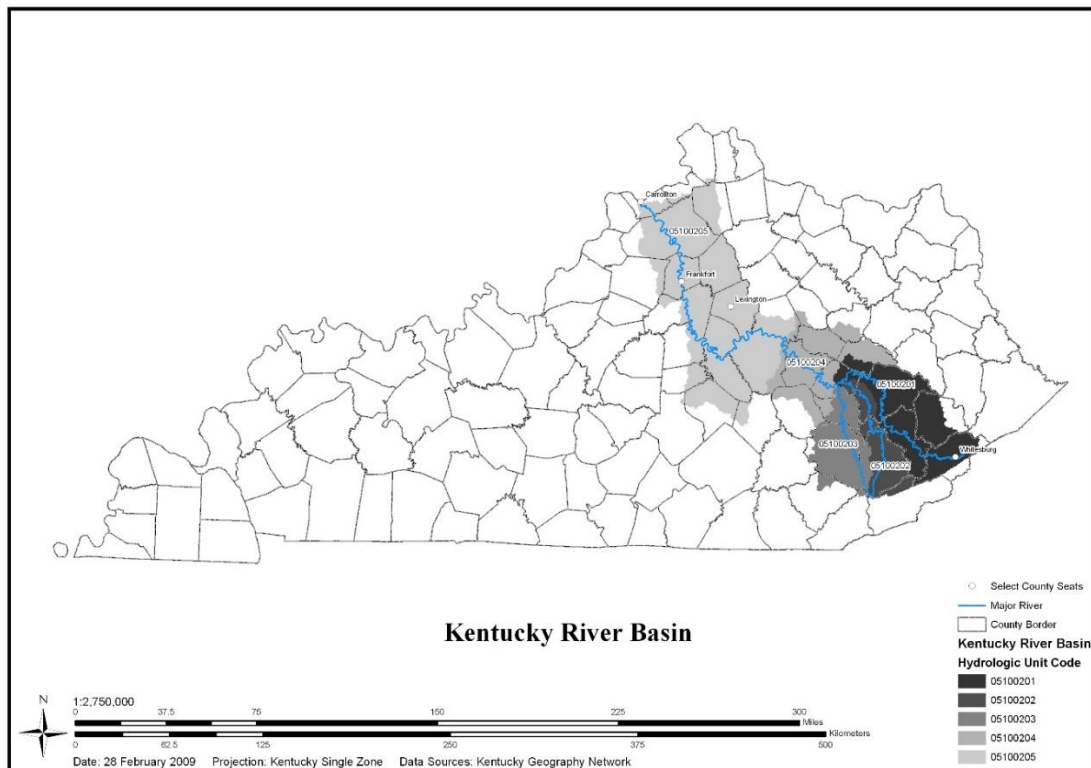 Carrollton
05100205
Frankfort
Lexington
05100204
05100201
05100203
Whitesburg
05100202
Select County Seats
Major River
County Border
Kentucky River Basin
Kentucky River Basin
Hydrologic Unit Code
05100201
05100202
05100203
05100204
05100205
N
1:2,750,000
0 37.5 75 150 225 300
Miles
Kilometers
0 62.5 125 250 375 500
Date: 28 February 2009 Projection: Kentucky Single Zone Data Sources: Kentucky Geography Network